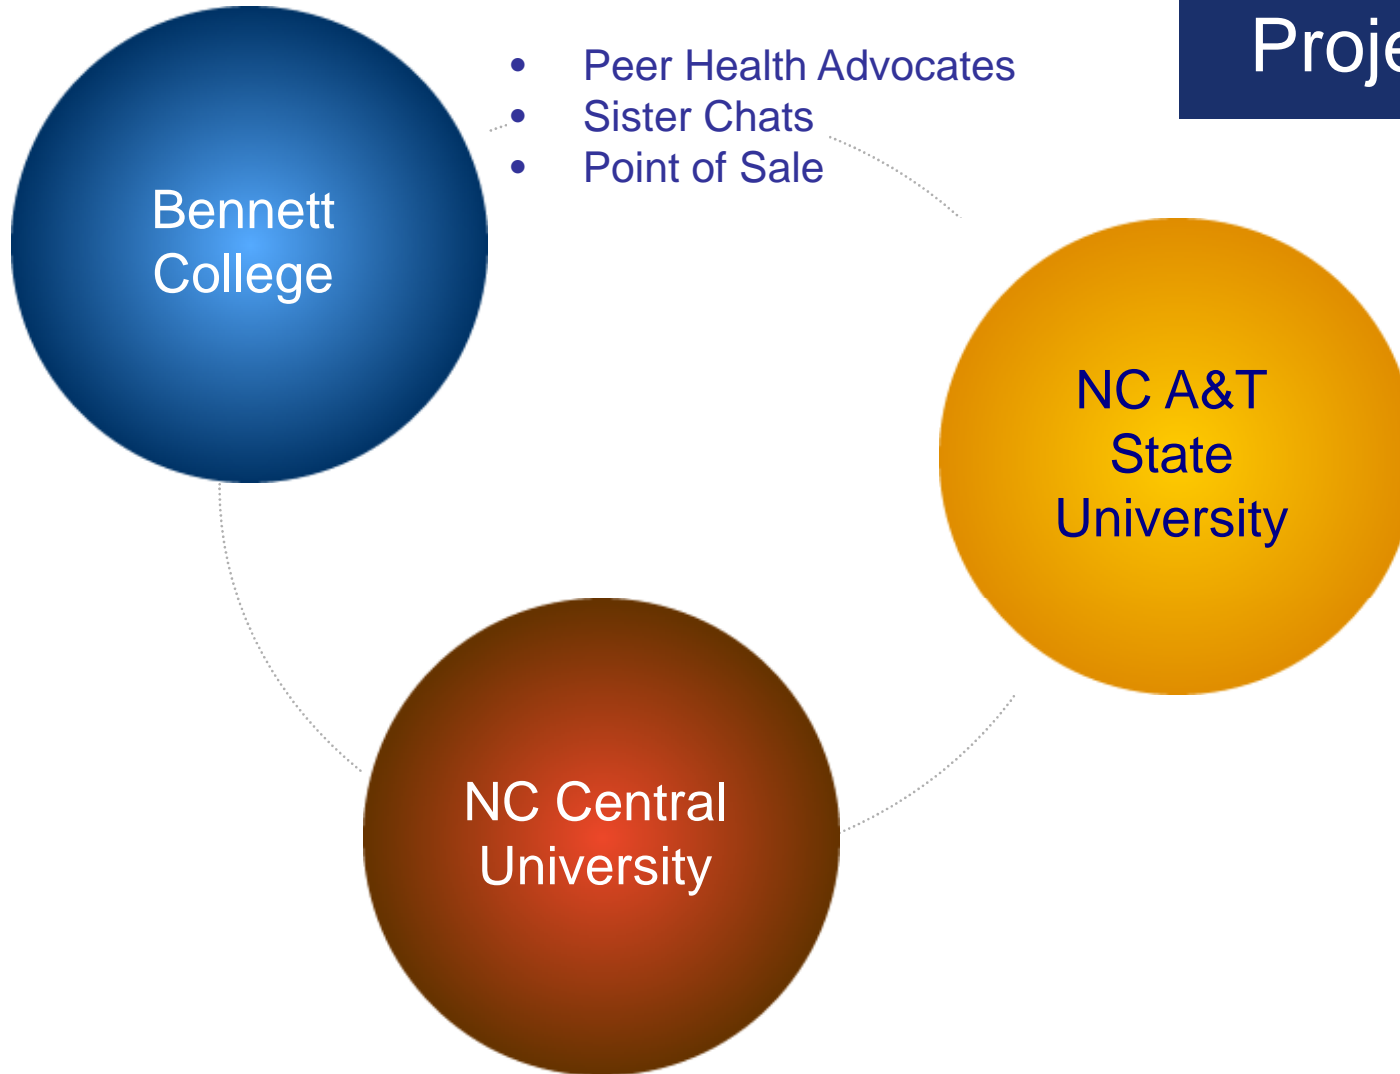 Proje
• Peer Health Advocates
• Sister Chats
• Point of Sale
Bennett
College
NC A&T
State
University
NC Central
University